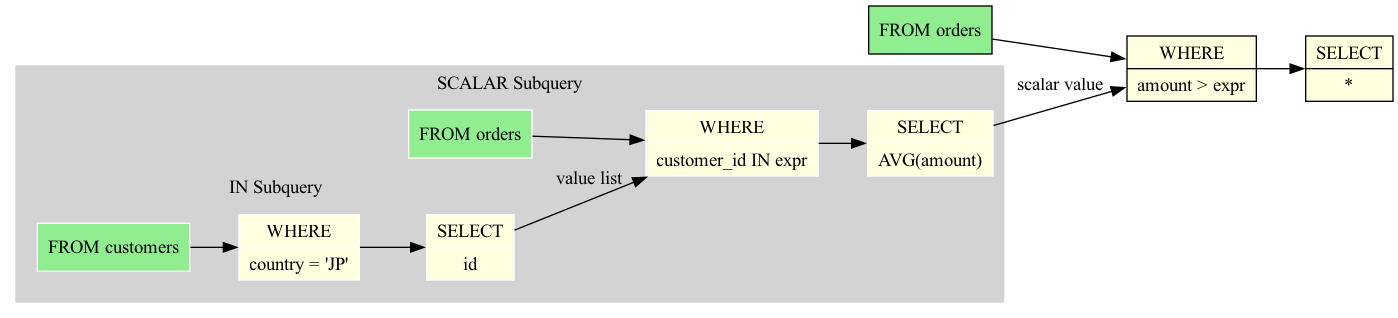 FROM orders
WHERE
amount > expr
SELECT
*
scalar value
SCALAR Subquery
FROM orders
WHERE
customer_id IN expr
SELECT
AVG(amount)
value list
IN Subquery
FROM customers
WHERE
country = 'JP'
SELECT
id